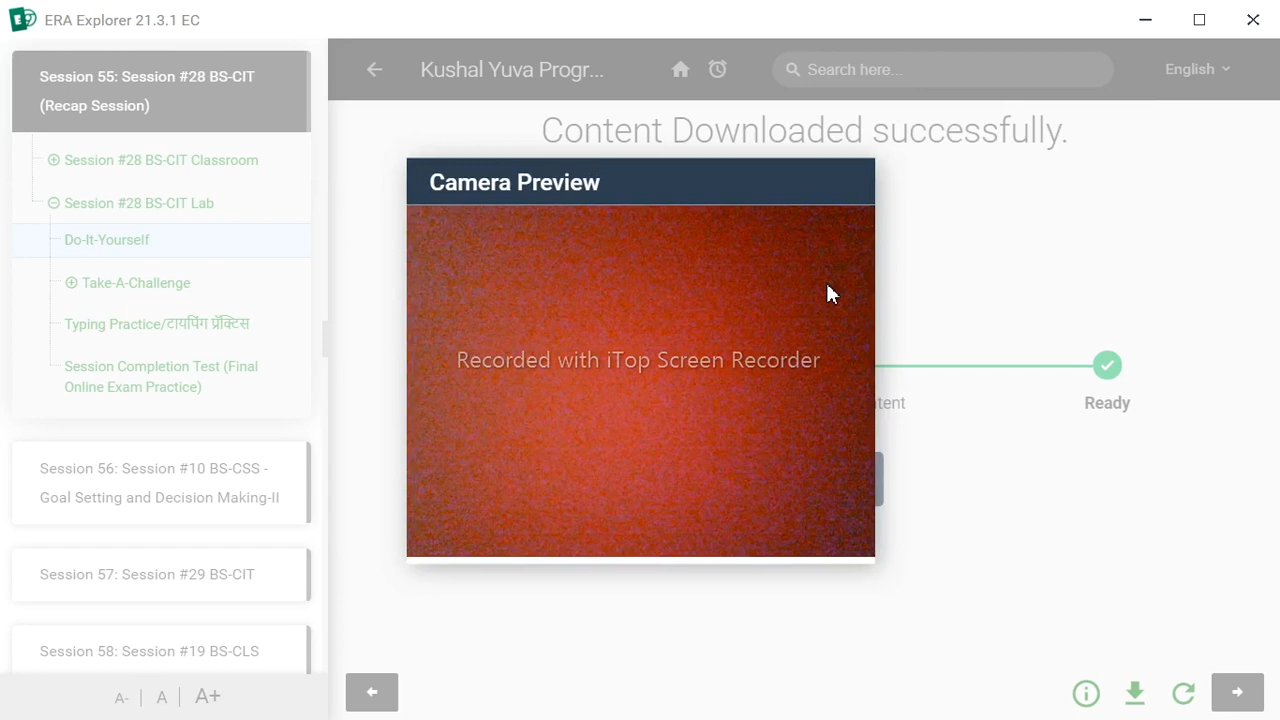 ERA Explorer 21.3.1 EC
Session 55: Session #28 BS-CIT
(Recap Session)
Session #28 BS-CIT Classroom
Session #28 BS-CIT Lab
Do-It-Yourself
Take-A-Challenge
Typing Practice/टायपिंग प्रॅक्टिस
Session Completion Test (Final
Online Exam Practice)
Session 56: Session #10 BS-CSS -
Goal Setting and Decision Making-II
Session 57: Session #29 BS-CIT
Session 58: Session #19 BS-CLS
A- | A | A+
Kushal Yuva Progr...
Search here...
English
Content Downloaded successfully.
Camera Preview
Recorded with iTop Screen Recorder
Ready